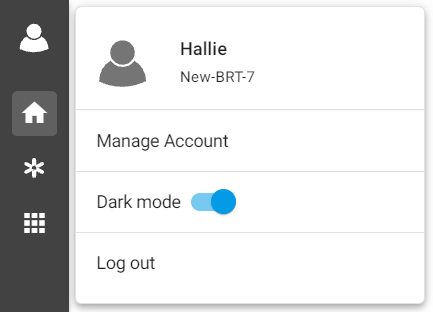 Hallie
New-BRT-7
Manage Account
Dark mode
Log out